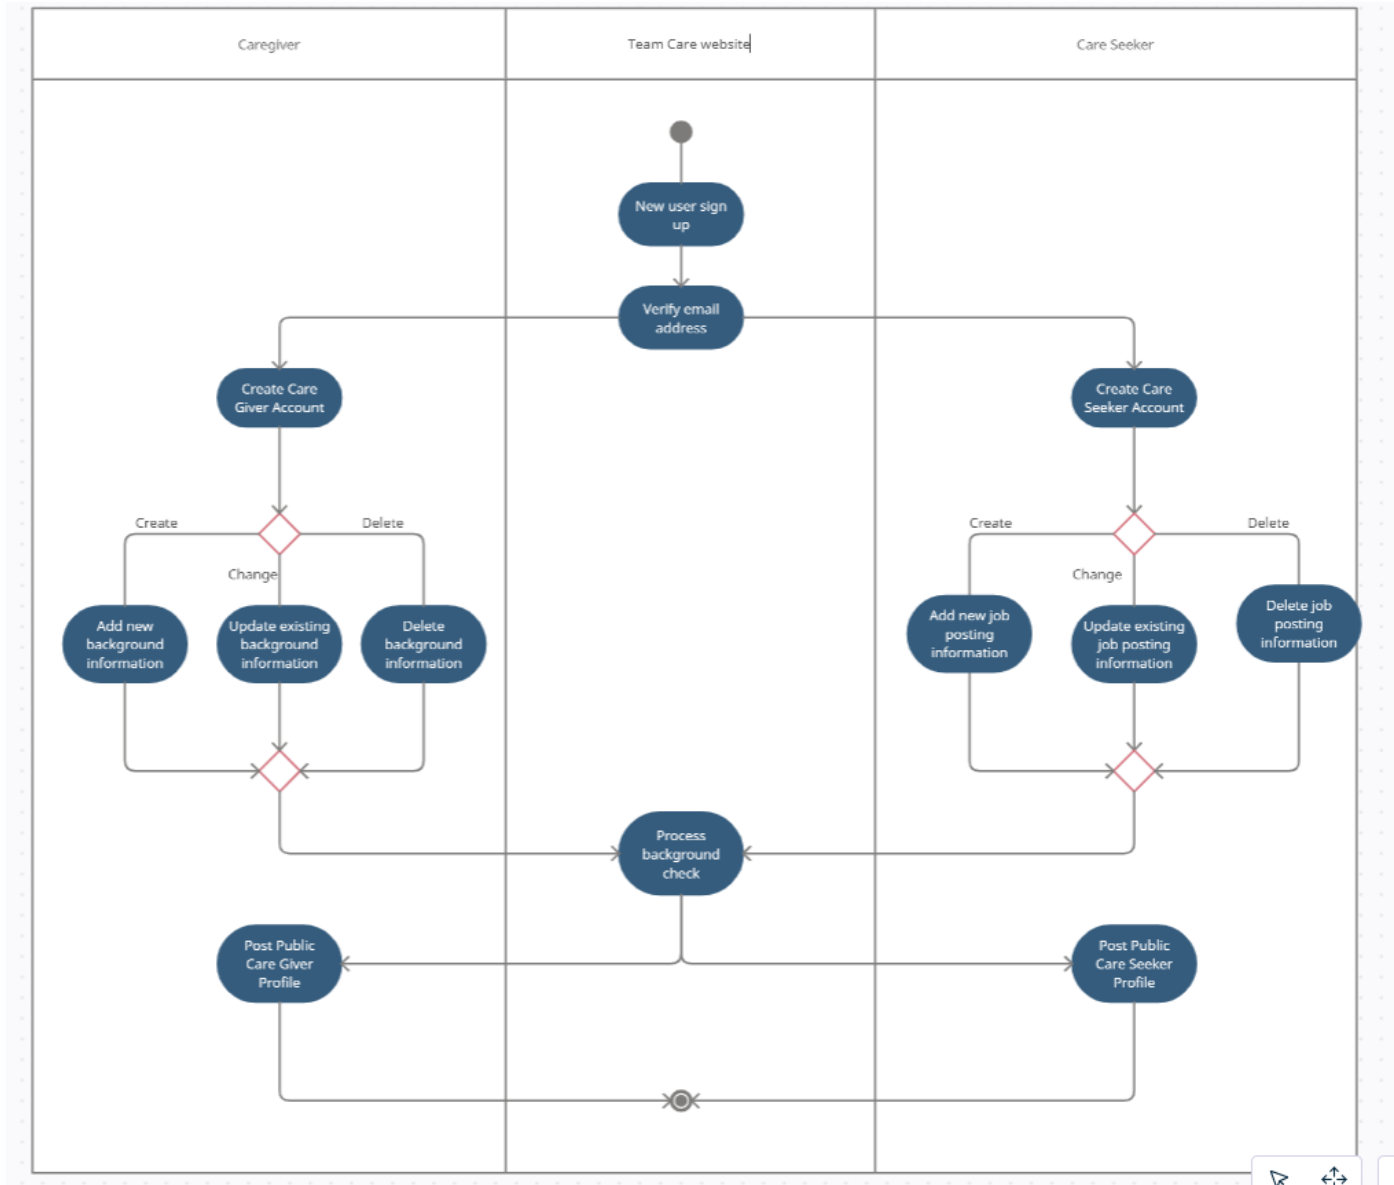 Caregiver
Team Care website
Care Seeker
New user sign
up
Verify email
address
Create Care
Giver Account
Create Care
Seeker Account
Create
Delete
Change
Create
Delete
Change
Add new
background
information
Update existing
background
information
Delete
background
information
Add new job
posting
information
Update existing
job posting
information
Delete job
posting
information
Process
background
check
Post Public
Care Giver
Profile
Post Public
Care Seeker
Profile